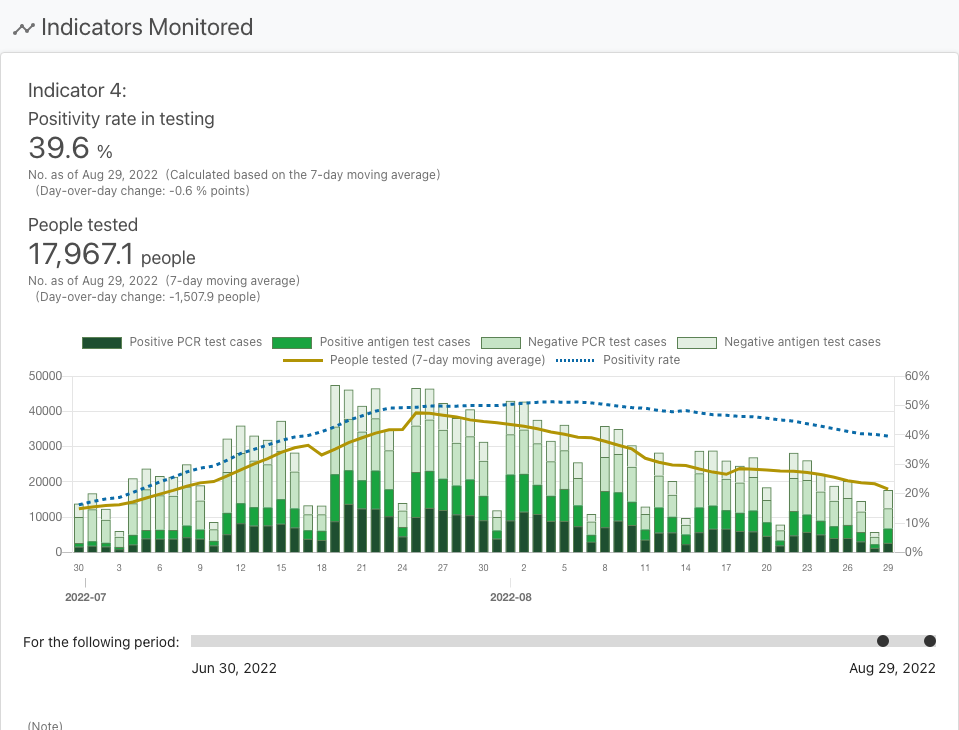 Indicators Monitored
Indicator 4:
Positivity rate in testing
39.6 %
No. as of Aug 29, 2022 (Calculated based on the 7-day moving average)
(Day-over-day change: -0.6 % points)
People tested
17,967.1 people
No. as of Aug 29, 2022 (7-day moving average)
(Day-over-day change: -1,507.9 people)
Positive PCR test cases Positive antigen test cases Negative PCR test cases Negative antigen test cases
People tested (7-day moving average) Positivity rate
50000 60%
40000 50%
30000 40%
20000 30%
10000 20%
0 10%
0%
30 3 6 9 12 15 18 21 24 27 30 2 5 8 11 14 17 20 23 26 29
2022-07 2022-08
For the following period:
Jun 30, 2022 Aug 29, 2022
(Note)